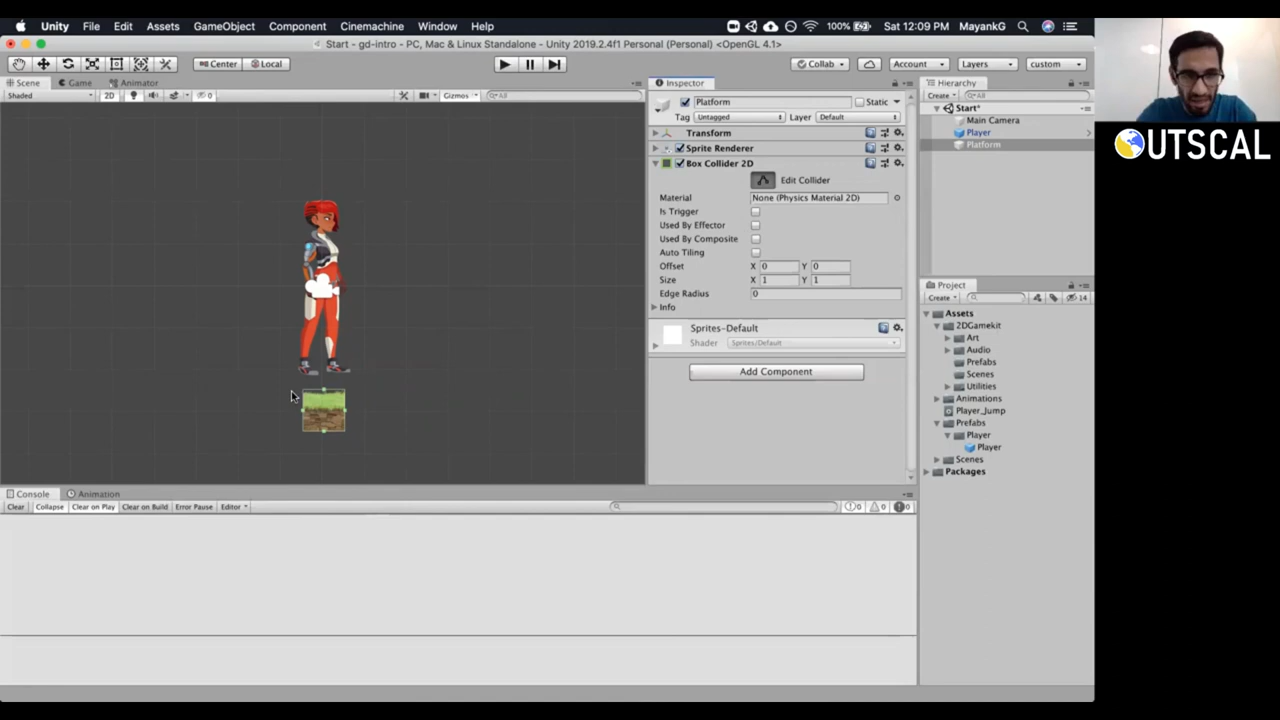 Unity File Edit Assets GameObject Component Cinemachine Window Help 100% Sat 12:09 PM MayankG
Start - gd-intro - PC, Mac & Linux Standalone - Unity 2019.2.4f1 Personal (Personal) <OpenGL 4.1>
Center Local Collab Account Layers custom
Scene Game Animator
Shaded 2D 0 Gizmos All
Inspector
Platform Static
Tag Untagged Layer Default
Transform
Sprite Renderer
Box Collider 2D
Edit Collider
Material None (Physics Material 2D)
Is Trigger
Used By Effector
Used By Composite
Auto Tiling
Offset X 0 Y 0
Size X 1 Y 1
Edge Radius 0
Info
Sprites-Default
Shader Sprites/Default
Add Component
Hierarchy
Create All
Start*
Main Camera
Player
Platform
Project
Create 14
Assets
2DGamekit
Art
Audio
Prefabs
Scenes
Utilities
Animations
Player_Jump
Prefabs
Player
Player
Scenes
Packages
Console Animation
Clear Collapse Clear on Play Clear on Build Error Pause Editor 0 0 0
OUTSCAL